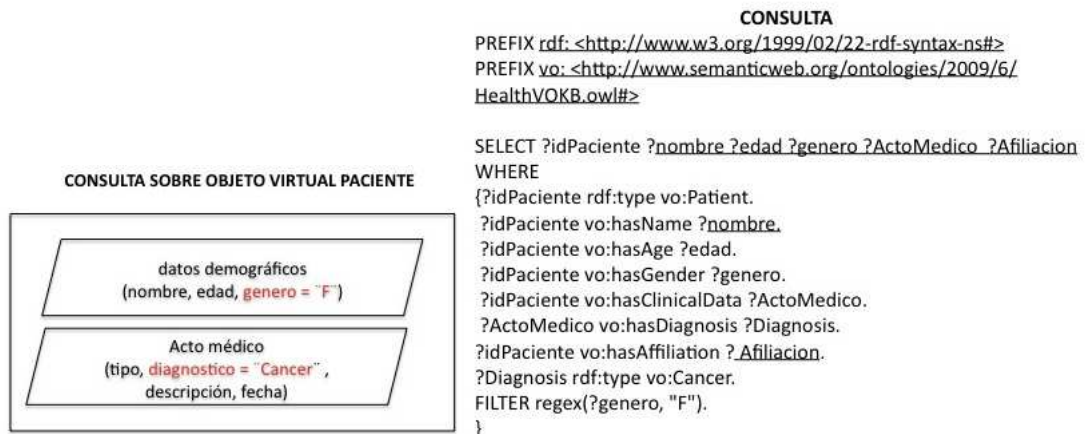 CONSULTA SOBRE OBJETO VIRTUAL PACIENTE
datos demográficos
(nombre, edad, genero = ¨F¨)
Acto médico
(tipo, diagnostico = ¨Cancer¨ ,
descripción, fecha)
CONSULTA
PREFIX rdf: <http://www.w3.org/1999/02/22-rdf-syntax-ns#>
PREFIX vo: <http://www.semanticweb.org/ontologies/2009/6/
HealthVOKB.owl#>
SELECT ?idPaciente ?nombre ?edad ?genero ?ActoMedico ?Afiliacion
WHERE
{?idPaciente rdf:type vo:Patient.
?idPaciente vo:hasName ?nombre.
?idPaciente vo:hasAge ?edad.
?idPaciente vo:hasGender ?genero.
?idPaciente vo:hasClinicalData ?ActoMedico.
?ActoMedico vo:hasDiagnosis ?Diagnosis.
?idPaciente vo:hasAffiliation ? Afiliacion.
?Diagnosis rdf:type vo:Cancer.
FILTER regex(?genero, "F").
}